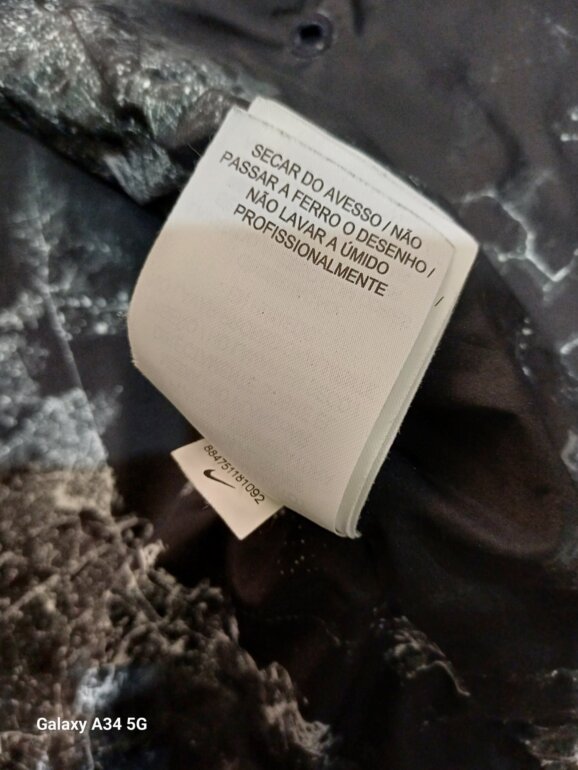 SECAR DO AVESSO / NÃO
PASSAR A FERRO O DESENHO /
NÃO LAVAR A ÚMIDO
PROFISSIONALMENTE
/
884751181092
Galaxy A34 5G